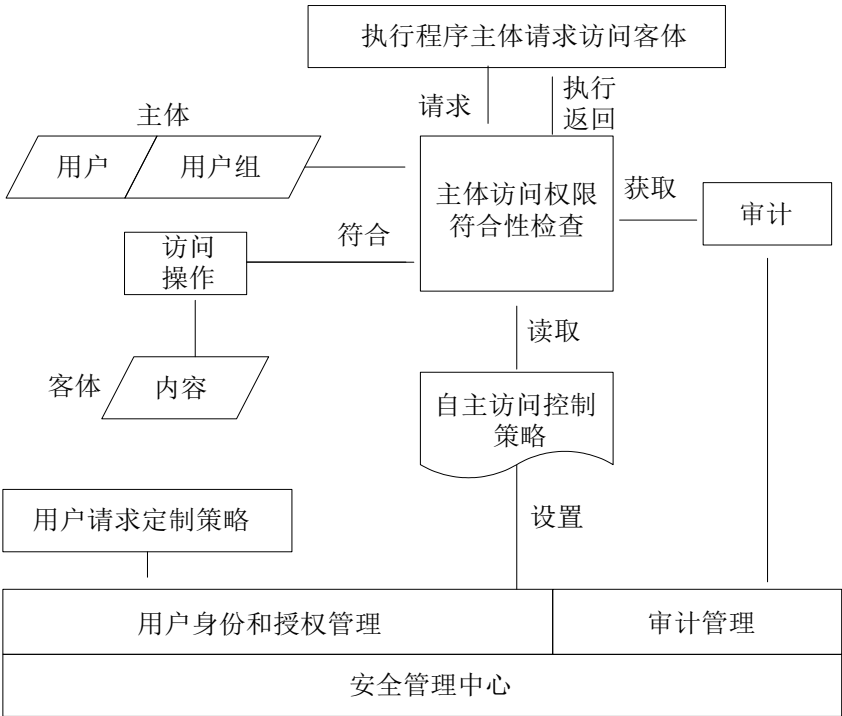 执行程序主体请求访问客体
请求
执行
返回
主体
用户
用户组
主体访问权限
符合性检查
获取
审计
符合
访问
操作
读取
客体
内容
自主访问控制
策略
用户请求定制策略
设置
用户身份和授权管理
审计管理
安全管理中心